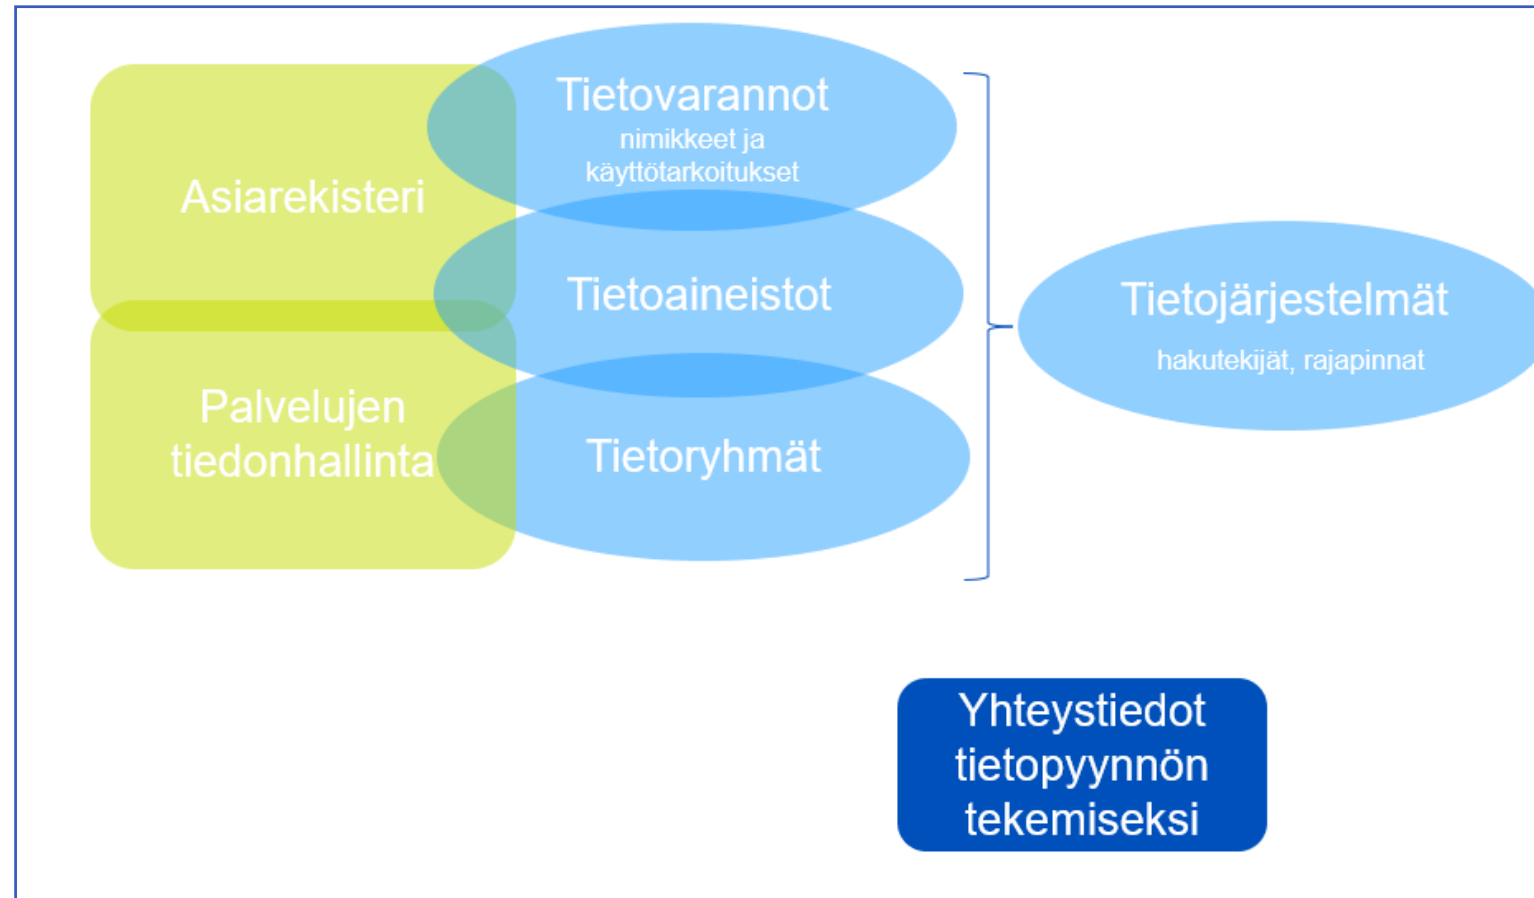 Asiarekisteri
Palvelujen
tiedonhallinta
Tietovarannot
nimikkeet ja
käyttötarkoitukset
Tietoaineistot
Tietoryhmät
Tietojärjestelmät
hakutekijät, rajapinnat
Yhteystiedot
tietopyynnön
tekemiseksi